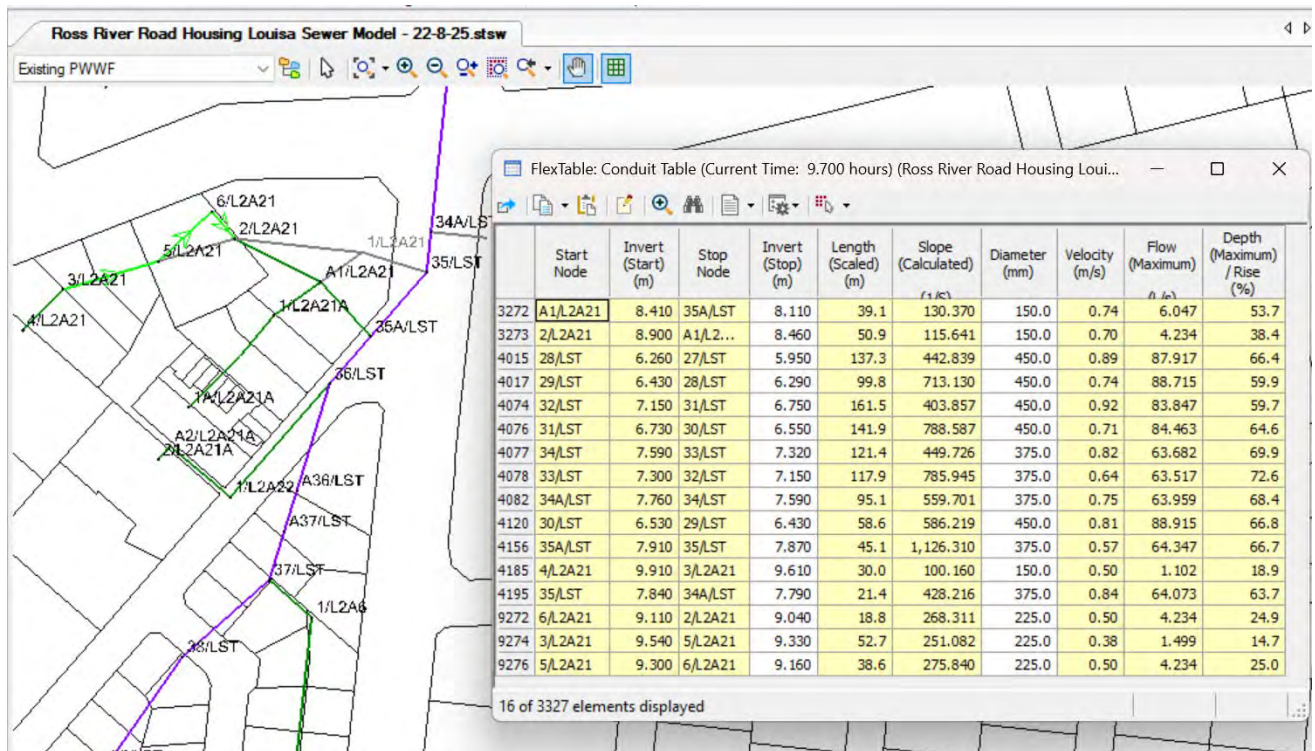 Ross River Road Housing Louisa Sewer Model - 22-8-25.stsw
Existing PWWF
6/L2A21
2/L2A21
1/L2A21
34A/LS
5/L2A21
35/LST
3/L2A21
A1/L2A21
1/L2A21A
4/L2A21
35A/LST
36/LST
1A/L2A21A
A2/L2A21A
2/L2A21A
1/L2A22
A36/LST
A37/LST
37/LST
1/L2A6
38/LST
FlexTable: Conduit Table (Current Time: 9.700 hours) (Ross River Road Housing Loui...
Start Node Invert (Start) (m) Stop Node Invert (Stop) (m) Length (Scaled) (m) Slope (Calculated) (1/S) Diameter (mm) Velocity (m/s) Flow (Maximum) (L/s) Depth (Maximum) / Rise (%)
3272 A1/L2A21 8.410 35A/LST 8.110 39.1 130.370 150.0 0.74 6.047 53.7
3273 2/L2A21 8.900 A1/L2... 8.460 50.9 115.641 150.0 0.70 4.234 38.4
4015 28/LST 6.260 27/LST 5.950 137.3 442.839 450.0 0.89 87.917 66.4
4017 29/LST 6.430 28/LST 6.290 99.8 713.130 450.0 0.74 88.715 59.9
4074 32/LST 7.150 31/LST 6.750 161.5 403.857 450.0 0.92 83.847 59.7
4076 31/LST 6.730 30/LST 6.550 141.9 788.587 450.0 0.71 84.463 64.6
4077 34/LST 7.590 33/LST 7.320 121.4 449.726 375.0 0.82 63.682 69.9
4078 33/LST 7.300 32/LST 7.150 117.9 785.945 375.0 0.64 63.517 72.6
4082 34A/LST 7.760 34/LST 7.590 95.1 559.701 375.0 0.75 63.959 68.4
4120 30/LST 6.530 29/LST 6.430 58.6 586.219 450.0 0.81 88.915 66.8
4156 35A/LST 7.910 35/LST 7.870 45.1 1,126.310 375.0 0.57 64.347 66.7
4185 4/L2A21 9.910 3/L2A21 9.610 30.0 100.160 150.0 0.50 1.102 18.9
4195 35/LST 7.840 34A/LST 7.790 21.4 428.216 375.0 0.84 64.073 63.7
9272 6/L2A21 9.110 2/L2A21 9.040 18.8 268.311 225.0 0.50 4.234 24.9
9274 3/L2A21 9.540 5/L2A21 9.330 52.7 251.082 225.0 0.38 1.499 14.7
9276 5/L2A21 9.300 6/L2A21 9.160 38.6 275.840 225.0 0.50 4.234 25.0
16 of 3327 elements displayed